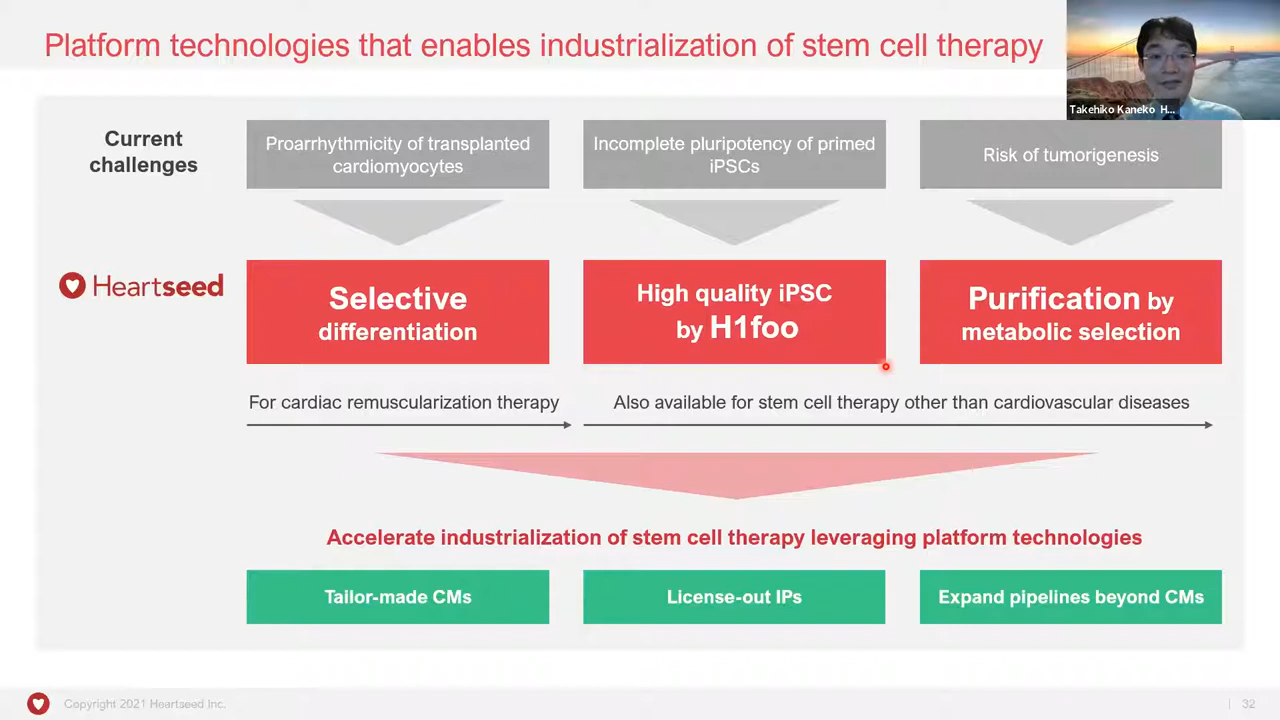 Platform technologies that enables industrialization of stem cell therapy
Takehiko Kaneko H...
Current
challenges
Proarrhythmicity of transplanted
cardiomyocytes
Incomplete pluripotency of primed
iPSCs
Risk of tumorigenesis
Heartseed
Selective
differentiation
High quality iPSC
by H1foo
Purification by
metabolic selection
For cardiac remuscularization therapy
Also available for stem cell therapy other than cardiovascular diseases
Accelerate industrialization of stem cell therapy leveraging platform technologies
Tailor-made CMs
License-out IPs
Expand pipelines beyond CMs
Copyright 2021 Heartseed Inc.
| 32